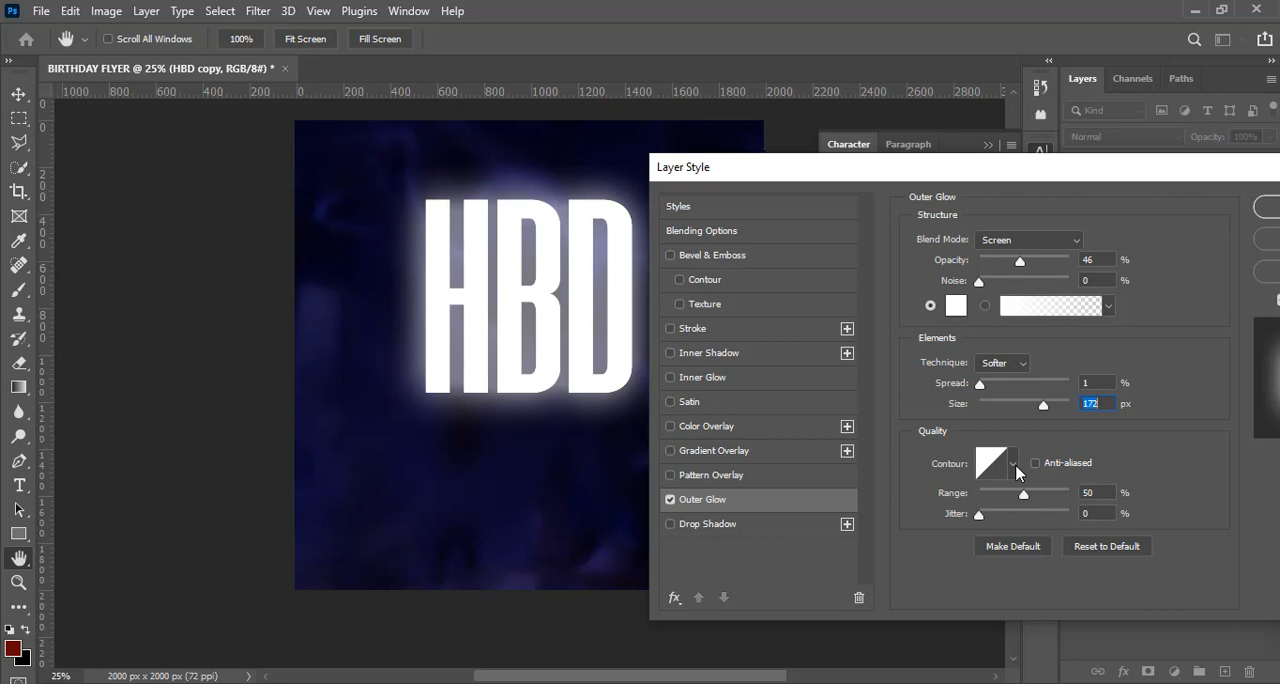 Ps File Edit Image Layer Type Select Filter 3D View Plugins Window Help
Scroll All Windows 100% Fit Screen Fill Screen
BIRTHDAY FLYER @ 25% (HBD copy, RGB/8#) * ×
Layers Channels Paths
1000 800 600 400 200 0 200 400 600 800 1000 1200 1400 1600 1800 2000 2200 2400 2600 2800
Kind
Normal Opacity: 100%
Character Paragraph
HBD
Layer Style
Styles
Blending Options
Bevel & Emboss
Contour
Texture
Stroke
Inner Shadow
Inner Glow
Satin
Color Overlay
Gradient Overlay
Pattern Overlay
Outer Glow
Drop Shadow
fx
Outer Glow
Structure
Blend Mode: Screen
Opacity: 46 %
Noise: 0 %
Elements
Technique: Softer
Spread: 1 %
Size: 172 px
Quality
Contour: Anti-aliased
Range: 50 %
Jitter: 0 %
Make Default Reset to Default
25% 2000 px x 2000 px (72 ppi)